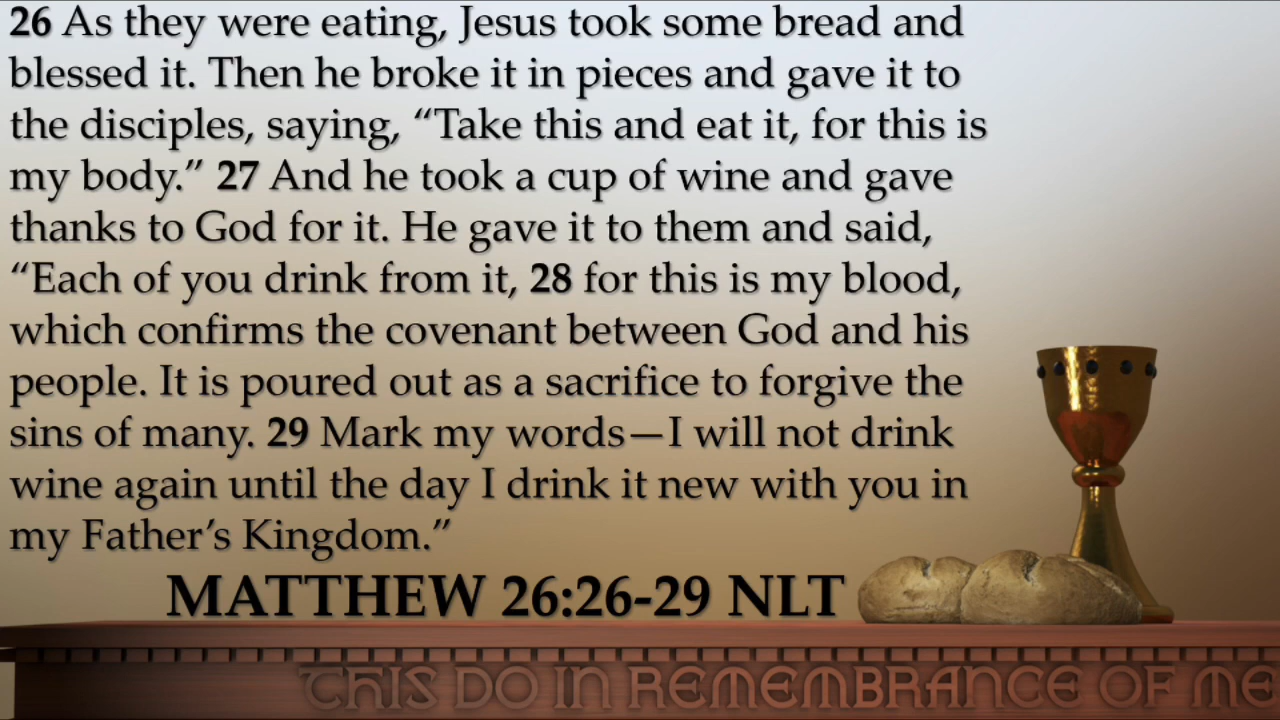 26 As they were eating, Jesus took some bread and
blessed it. Then he broke it in pieces and gave it to
the disciples, saying, “Take this and eat it, for this is
my body.” 27 And he took a cup of wine and gave
thanks to God for it. He gave it to them and said,
“Each of you drink from it, 28 for this is my blood,
which confirms the covenant between God and his
people. It is poured out as a sacrifice to forgive the
sins of many. 29 Mark my words—I will not drink
wine again until the day I drink it new with you in
my Father’s Kingdom.”
MATTHEW 26:26-29 NLT
THIS DO IN REMEMBRANCE OF ME